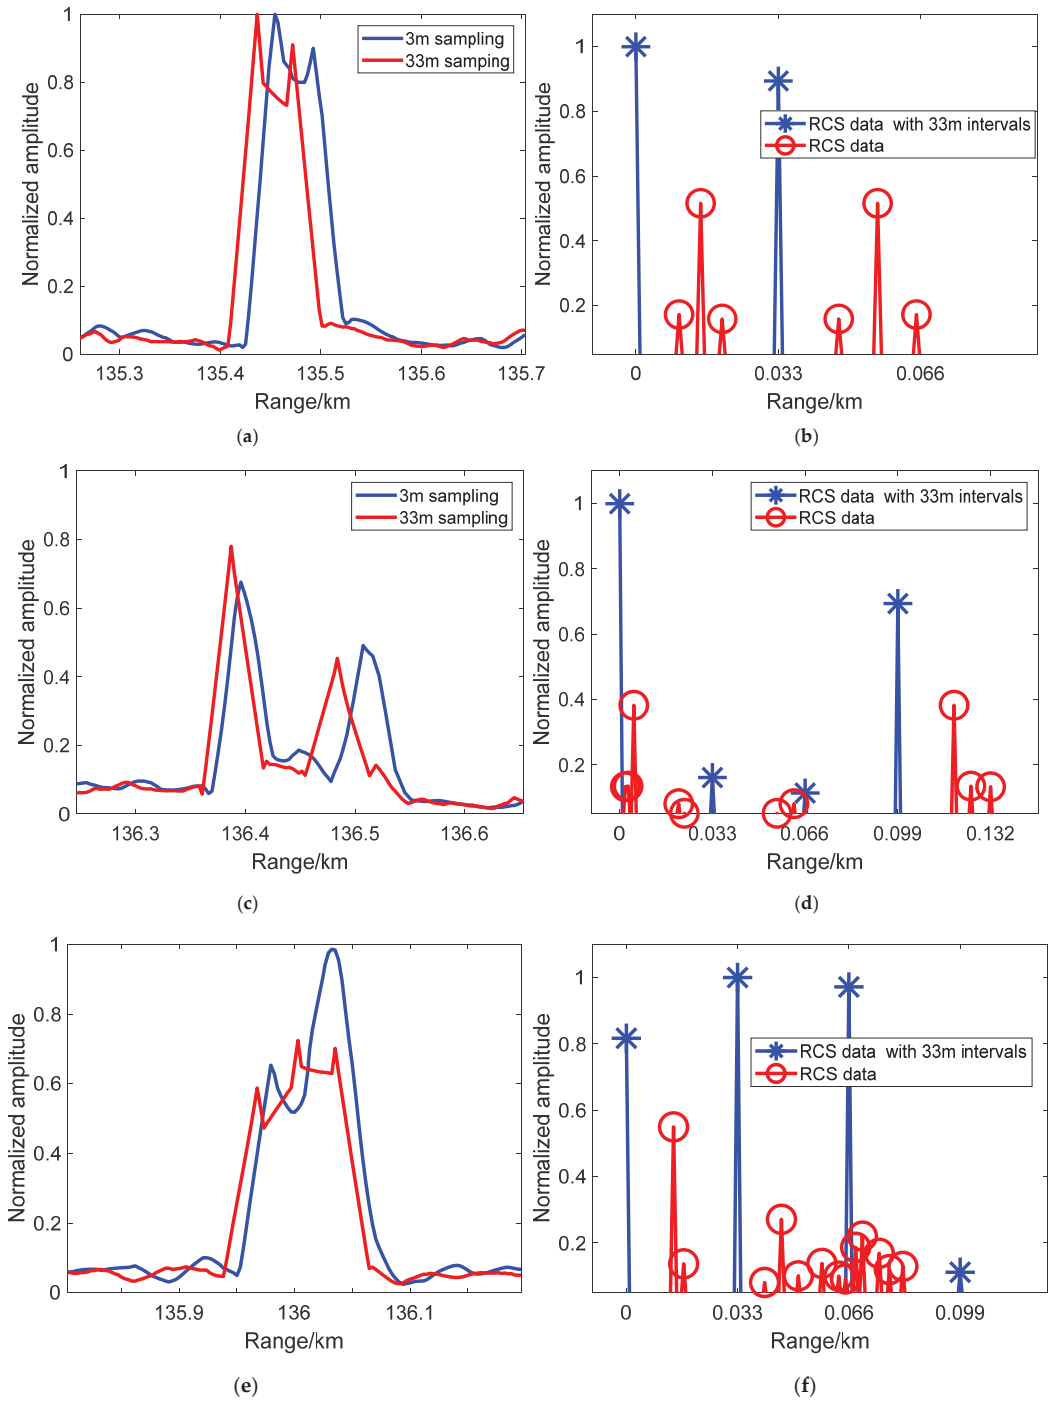 1
0.8
0.6
0.4
0.2
0
Normalized amplitude
3m sampling
33m samping
135.3 135.4 135.5 135.6 135.7
Range/km
(a)
1
0.8
0.6
0.4
0.2
Normalized amplitude
RCS data with 33m intervals
RCS data
0 0.033 0.066
Range/km
(b)
1
0.8
0.6
0.4
0.2
0
Normalized amplitude
3m sampling
33m sampling
136.3 136.4 136.5 136.6
Range/km
(c)
1
0.8
0.6
0.4
0.2
Normalized amplitude
RCS data with 33m intervals
RCS data
0 0.033 0.066 0.099 0.132
Range/km
(d)
1
0.8
0.6
0.4
0.2
0
Normalized amplitude
135.9 136 136.1
Range/km
(e)
1
0.8
0.6
0.4
0.2
Normalized amplitude
RCS data with 33m intervals
RCS data
0 0.033 0.066 0.099
Range/km
(f)